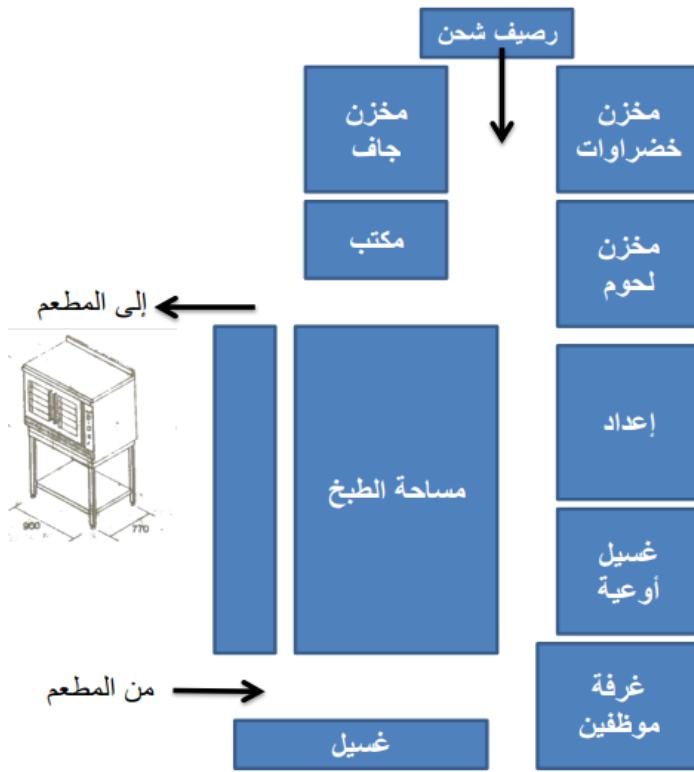 رصيف شحن
مخزن
خضراوات
مخزن
جاف
مخزن
لحوم
مكتب
إلى المطعم
إعداد
مساحة الطبخ
غسيل
أوعية
900
770
غرفة
موظفين
من المطعم
غسيل